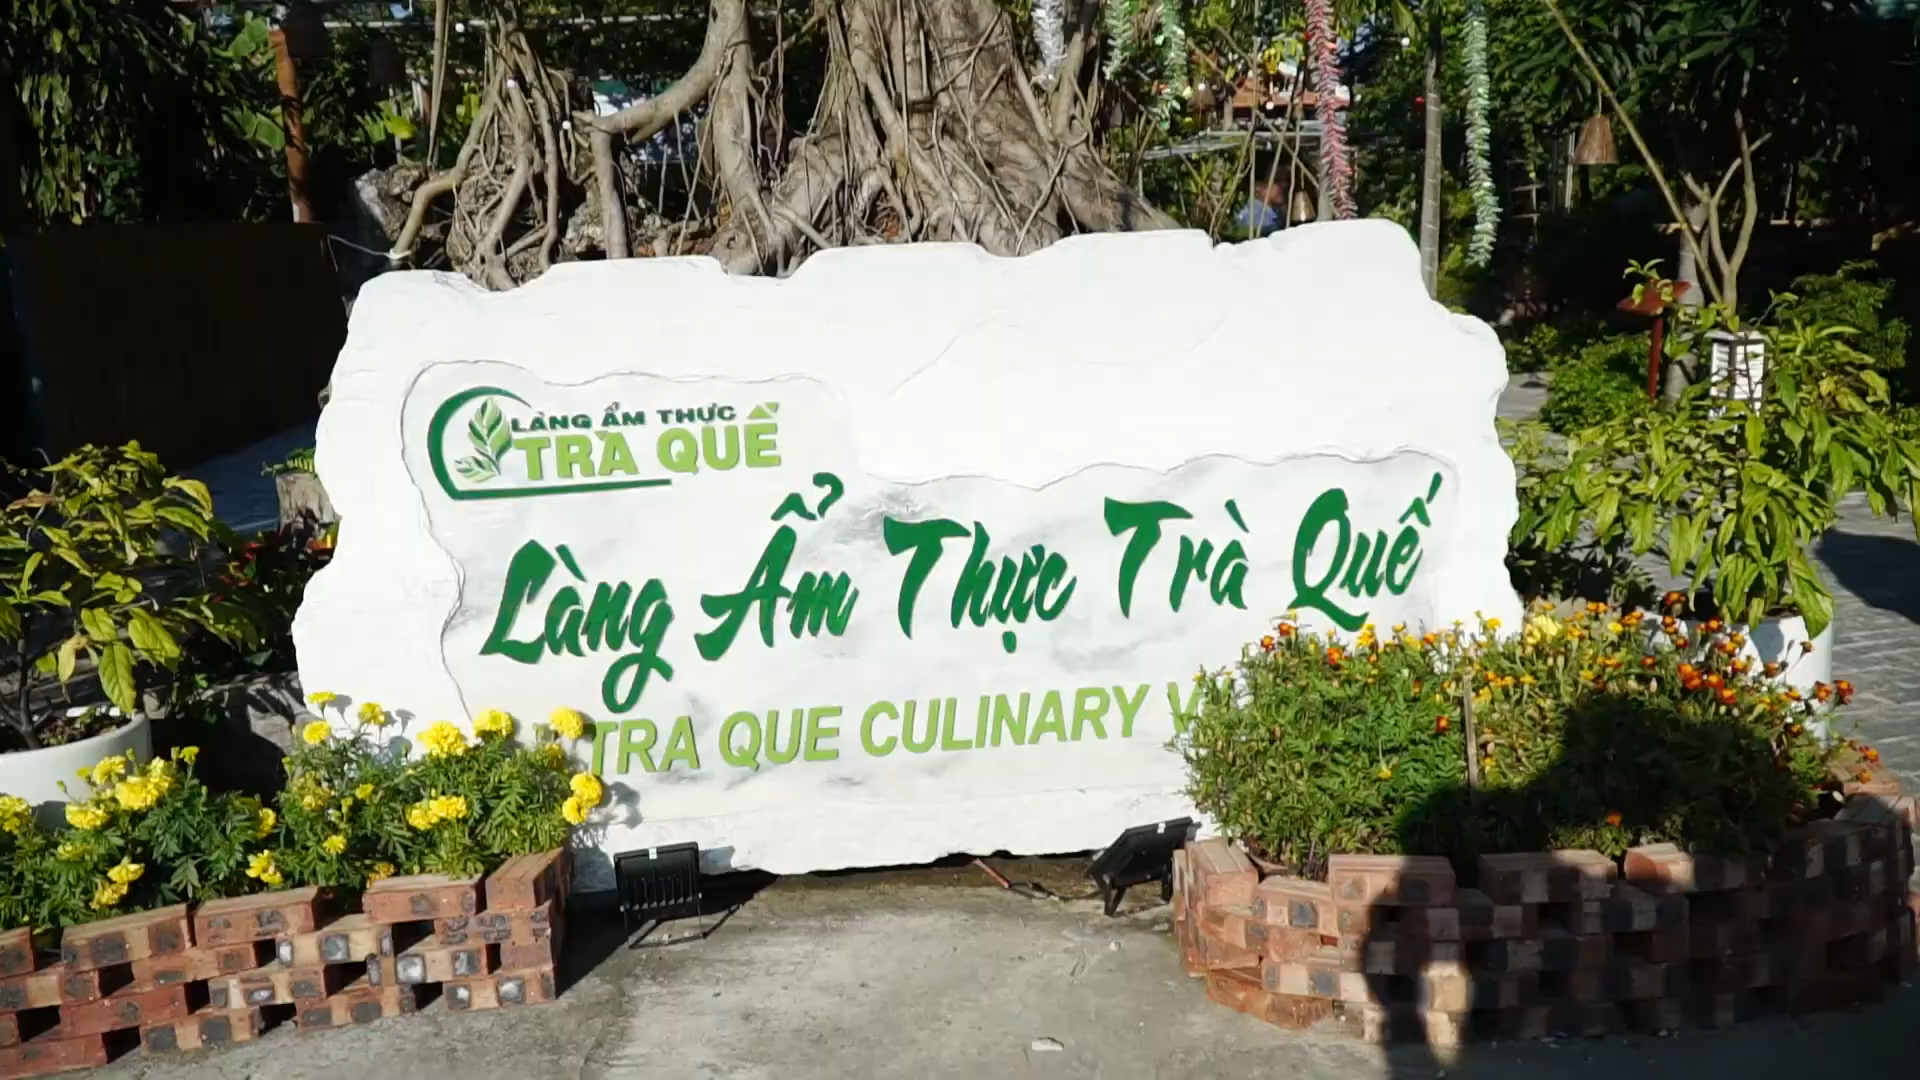 LÀNG ẨM THỰC
TRÀ QUẾ
Làng Ẩm Thực Trà Quế
TRA QUE CULINARY